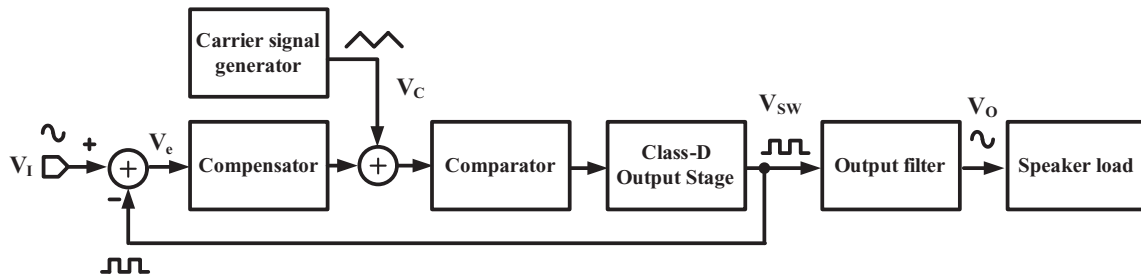 Carrier signal
generator
V_C
V_I
+
−
+
V_e
Compensator
+
Comparator
Class-D
Output Stage
V_SW
Output filter
V_O
Speaker load